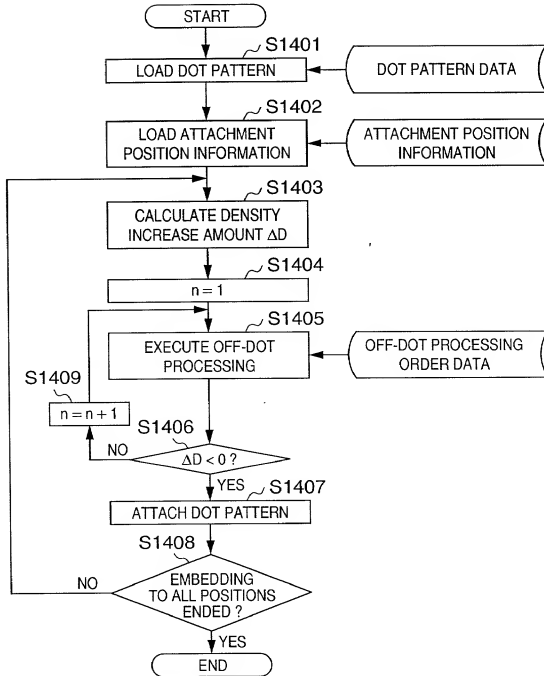 START
S1401
LOAD DOT PATTERN
DOT PATTERN DATA
S1402
LOAD ATTACHMENT
POSITION INFORMATION
ATTACHMENT POSITION
INFORMATION
S1403
CALCULATE DENSITY
INCREASE AMOUNT ΔD
S1404
n=1
S1405
EXECUTE OFF-DOT
PROCESSING
OFF-DOT PROCESSING
ORDER DATA
S1409
n=n+1
S1406
NO
ΔD<0 ?
YES
S1407
ATTACH DOT PATTERN
S1408
NO
EMBEDDING
TO ALL POSITIONS
ENDED ?
YES
END